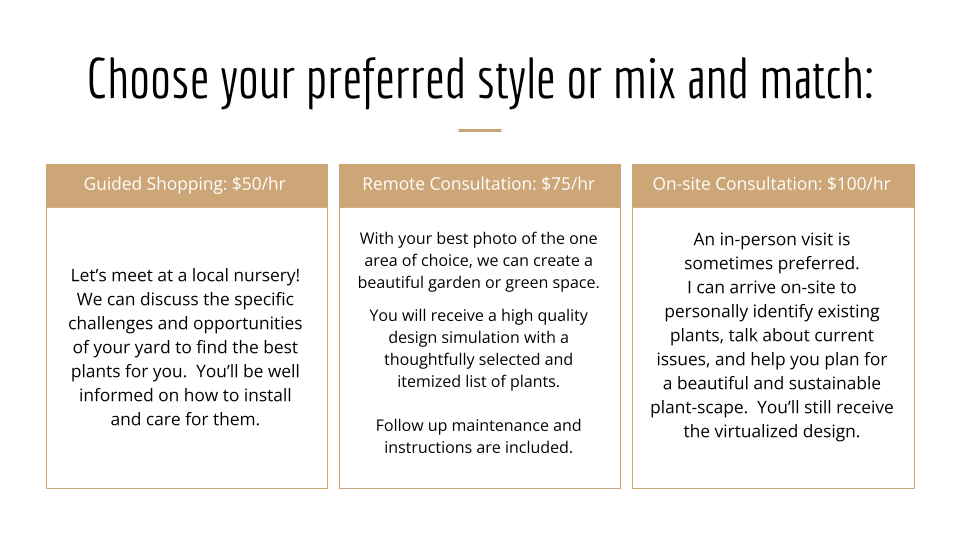 Choose your preferred style or mix and match:
Guided Shopping: $50/hr
Let’s meet at a local nursery!
We can discuss the specific
challenges and opportunities
of your yard to find the best
plants for you.  You’ll be well
informed on how to install
and care for them.
Remote Consultation: $75/hr
With your best photo of the one
area of choice, we can create a
beautiful garden or green space.
You will receive a high quality
design simulation with a
thoughtfully selected and
itemized list of plants.
Follow up maintenance and
instructions are included.
On-site Consultation: $100/hr
An in-person visit is
sometimes preferred.
I can arrive on-site to
personally identify existing
plants, talk about current
issues, and help you plan for
a beautiful and sustainable
plant-scape.  You’ll still receive
the virtualized design.